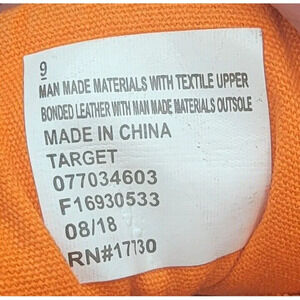 9
MAN MADE MATERIALS WITH TEXTILE UPPER
BONDED LEATHER WITH MAN MADE MATERIALS OUTSOLE
MADE IN CHINA
TARGET
077034603
F16930533
08/18
RN#17730